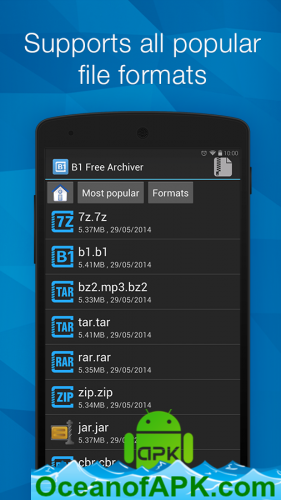 Supports all popular
file formats
10:00
B1 Free Archiver
Most popular
Formats
7Z
7z.7z
5.37MB , 29/05/2014
B1
b1.b1
5.41MB , 29/05/2014
TAR
bz2.mp3.bz2
5.33MB , 29/05/2014
TAR
tar.tar
5.41MB , 29/05/2014
RAR
rar.rar
5.35MB , 29/05/2014
ZIP
zip.zip
5.34MB , 29/05/2014
jar.jar
5.37MB , 29/05/2014
cbr.cbr
apk
OceanofAPK.com